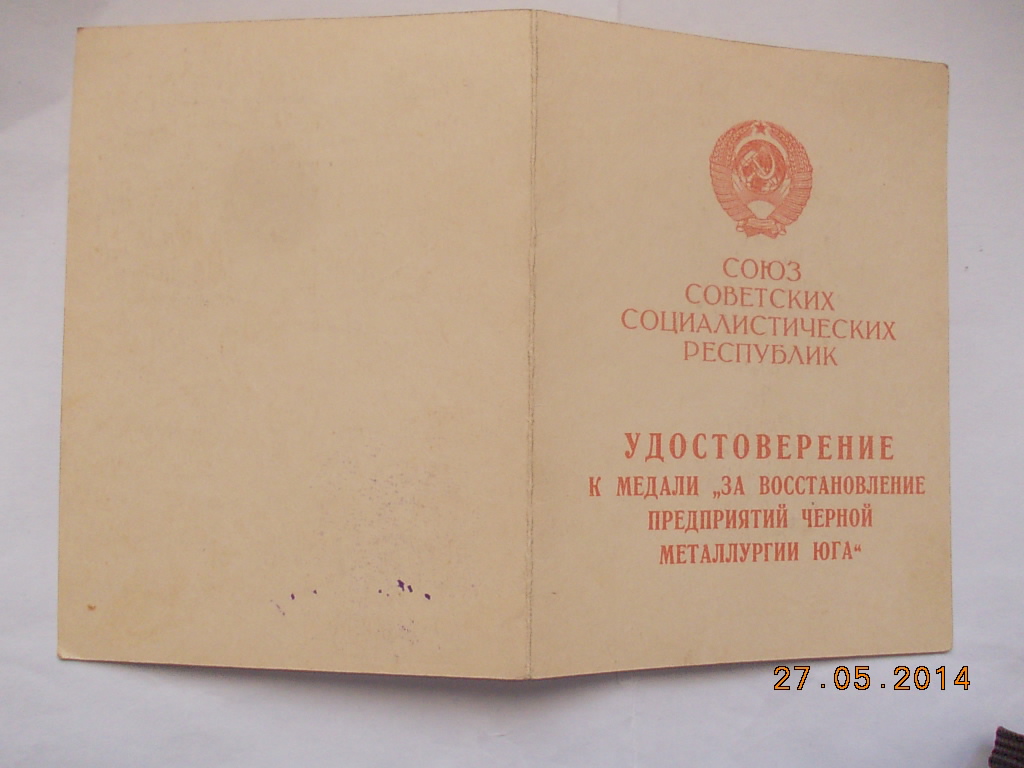 СОЮЗ
СОВЕТСКИХ
СОЦИАЛИСТИЧЕСКИХ
РЕСПУБЛИК
УДОСТОВЕРЕНИЕ
К МЕДАЛИ „ЗА ВОССТАНОВЛЕНИЕ
ПРЕДПРИЯТИЙ ЧЕРНОЙ
МЕТАЛЛУРГИИ ЮГА“
27.05.2014